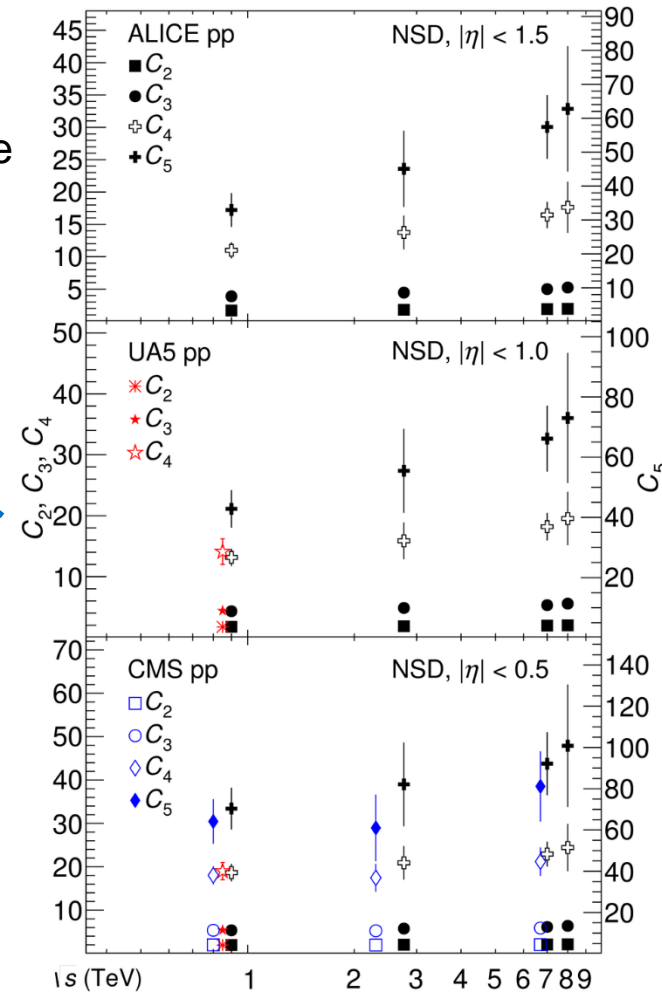 e
ALICE pp
NSD, |η| < 1.5
C2
C3
C4
C5
45
40
35
30
25
20
15
10
5
90
80
70
60
50
40
30
20
10
UA5 pp
NSD, |η| < 1.0
C2
C3
C4
50
40
30
20
10
100
80
60
40
20
C2, C3, C4
C5
CMS pp
NSD, |η| < 0.5
C2
C3
C4
C5
70
60
50
40
30
20
10
140
120
100
80
60
40
20
√s (TeV)
1 2 3 4 5 6 7 8 9